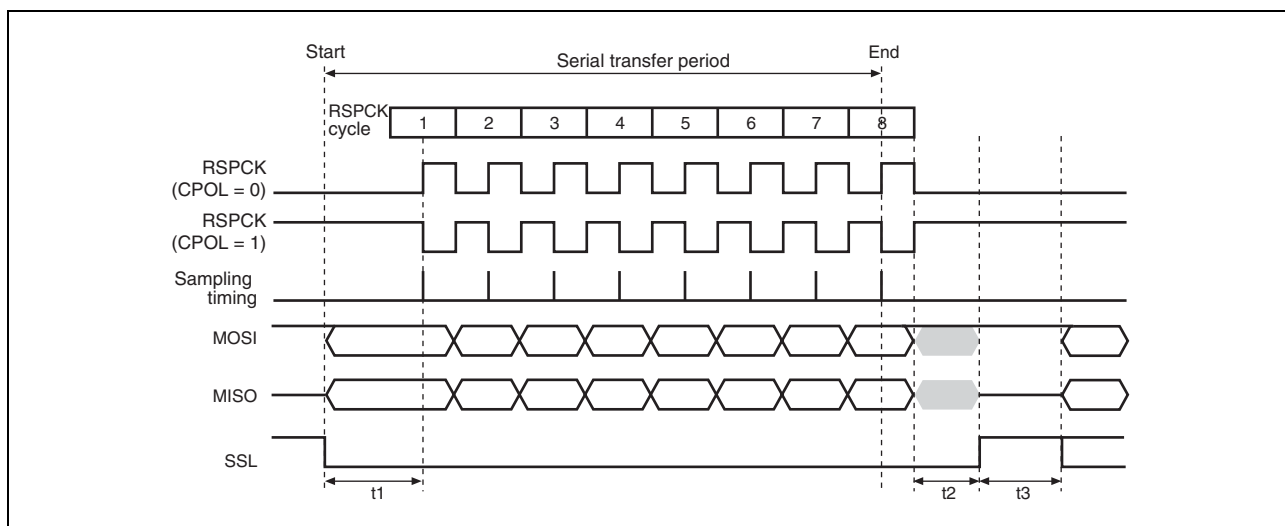 Start
End
Serial transfer period
RSPCK
cycle
1 2 3 4 5 6 7 8
RSPCK
(CPOL = 0)
RSPCK
(CPOL = 1)
Sampling
timing
MOSI
MISO
SSL
t1
t2
t3